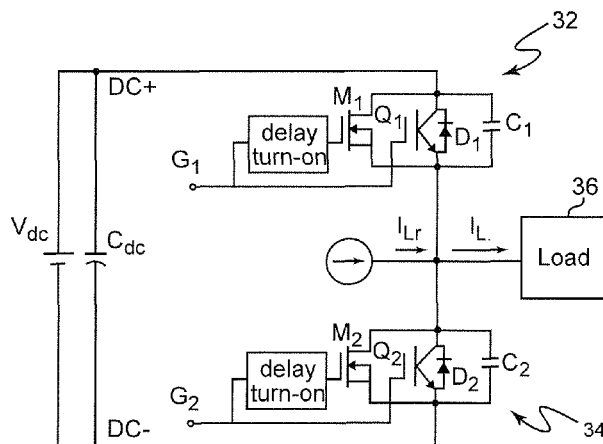 32
DC+
M1
Q1
D1
C1
delay
turn-on
G1
36
Vdc
Cdc
ILr
IL.
Load
M2
Q2
D2
C2
delay
turn-on
G2
DC-
34